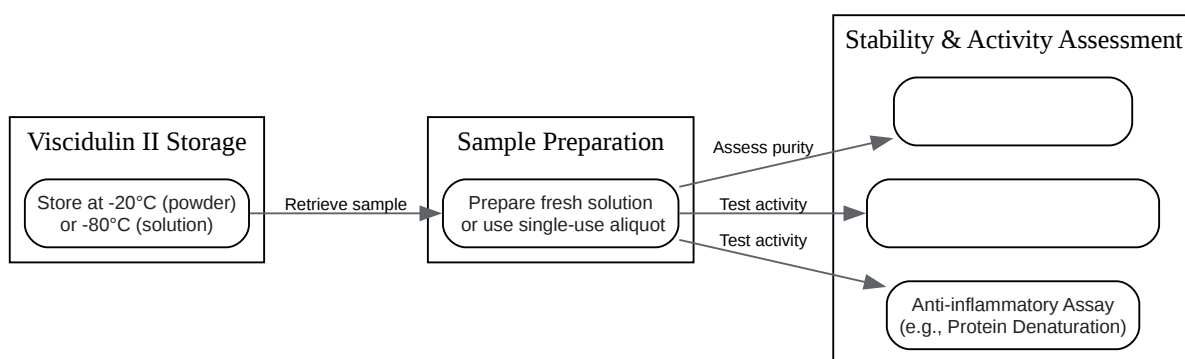 Stability & Activity Assessment
Viscidulin II Storage
Store at -20°C (powder)
or -80°C (solution)
Retrieve sample
Sample Preparation
Prepare fresh solution
or use single-use aliquot
Assess purity
Test activity
Test activity
Anti-inflammatory Assay
(e.g., Protein Denaturation)